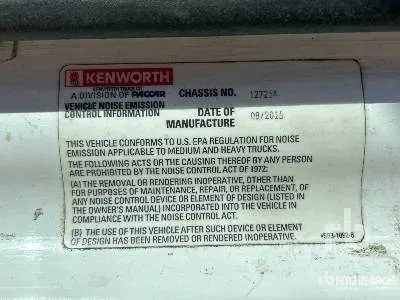 KENWORTH
KENWORTH TRUCK CO.
A DIVISION OF PACCAR CHASSIS NO.
VEHICLE NOISE EMISSION
CONTROL INFORMATION DATE OF 08/2015
MANUFACTURE
THIS VEHICLE CONFORMS TO U.S. EPA REGULATION FOR NOISE
EMISSION APPLICABLE TO MEDIUM AND HEAVY TRUCKS.
THE FOLLOWING ACTS OR THE CAUSING THEREOF BY ANY PERSON
ARE PROHIBITED BY THE NOISE CONTROL ACT OF 1972:
(A) THE REMOVAL OR RENDERING INOPERATIVE, OTHER THAN
FOR PURPOSES OF MAINTENANCE, REPAIR, OR REPLACEMENT, OF
ANY NOISE CONTROL DEVICE OR ELEMENT OF DESIGN (LISTED IN
THE OWNER'S MANUAL) INCORPORATED INTO THE VEHICLE IN
COMPLIANCE WITH THE NOISE CONTROL ACT.
(B) THE USE OF THIS VEHICLE AFTER SUCH DEVICE OR ELEMENT
OF DESIGN HAS BEEN REMOVED OR RENDERED INOPERATIVE.